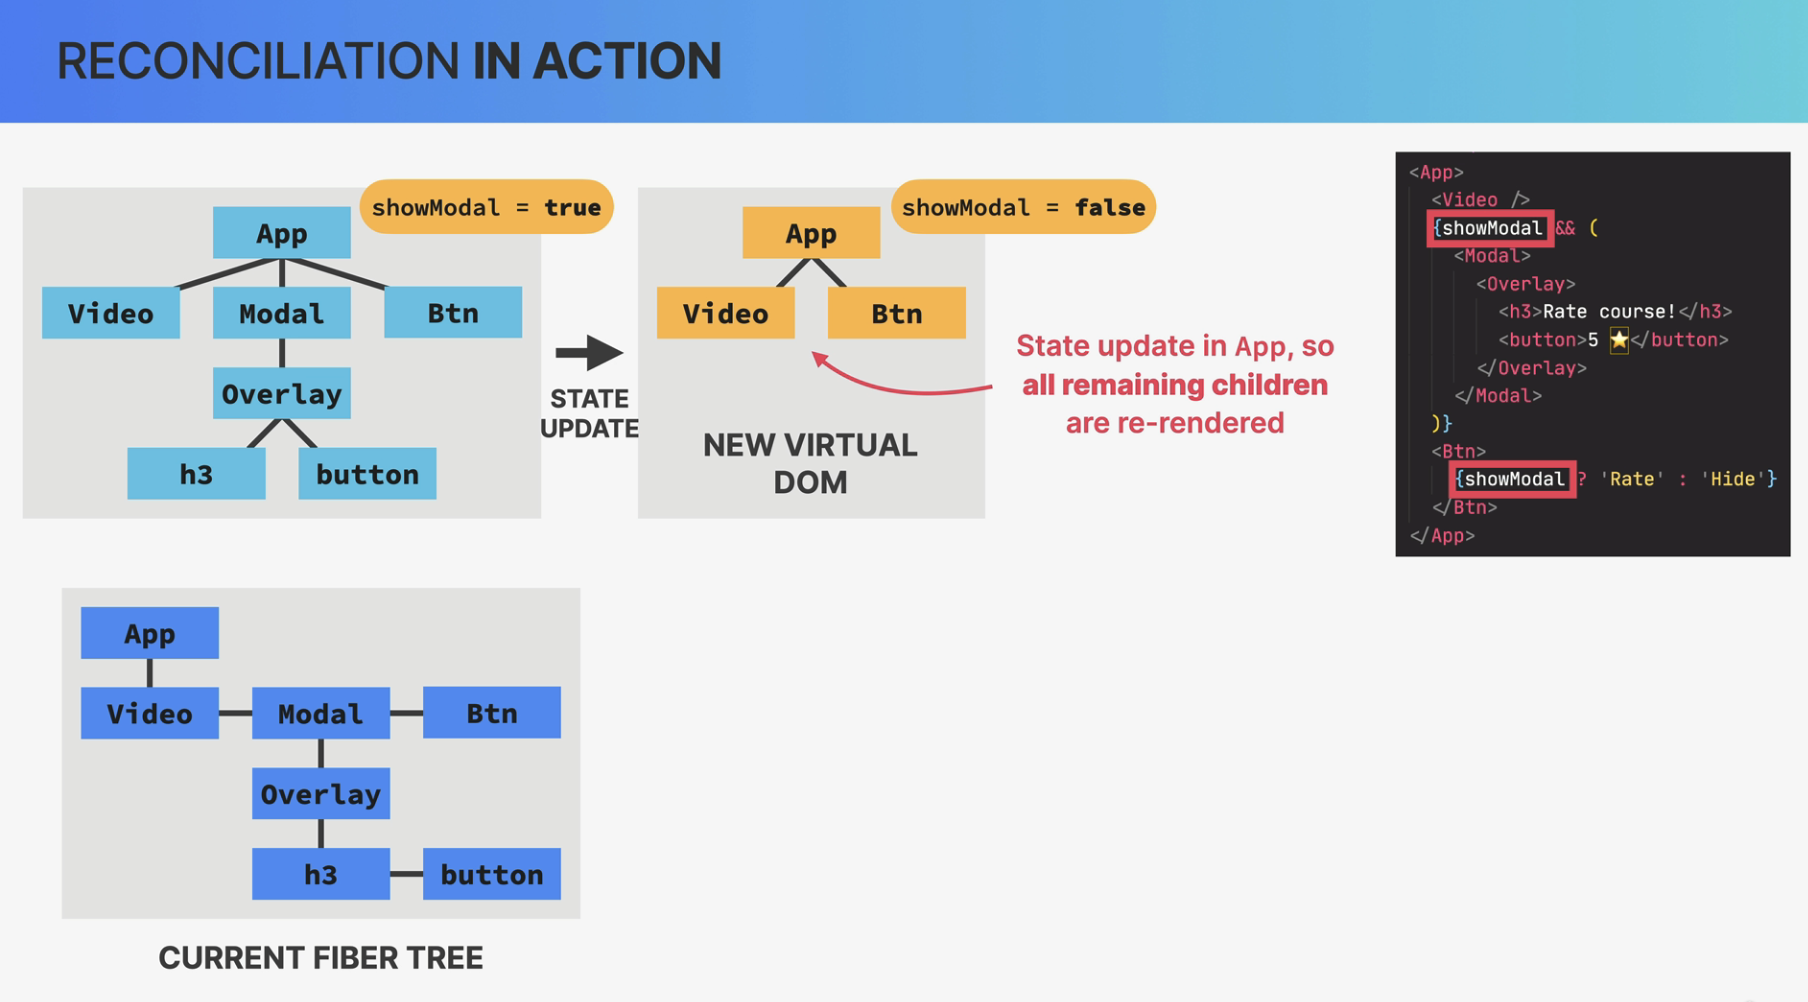 RECONCILIATION IN ACTION
showModal = true
App
Video
Modal
Btn
Overlay
h3
button
STATE
UPDATE
showModal = false
App
Video
Btn
NEW VIRTUAL
DOM
State update in App, so
all remaining children
are re-rendered
<App>
<Video />
{showModal && (
<Modal>
<Overlay>
<h3>Rate course!</h3>
<button>5 ⭐</button>
</Overlay>
</Modal>
)}
<Btn>
{showModal ? 'Rate' : 'Hide'}
</Btn>
</App>
App
Video
Modal
Btn
Overlay
h3
button
CURRENT FIBER TREE